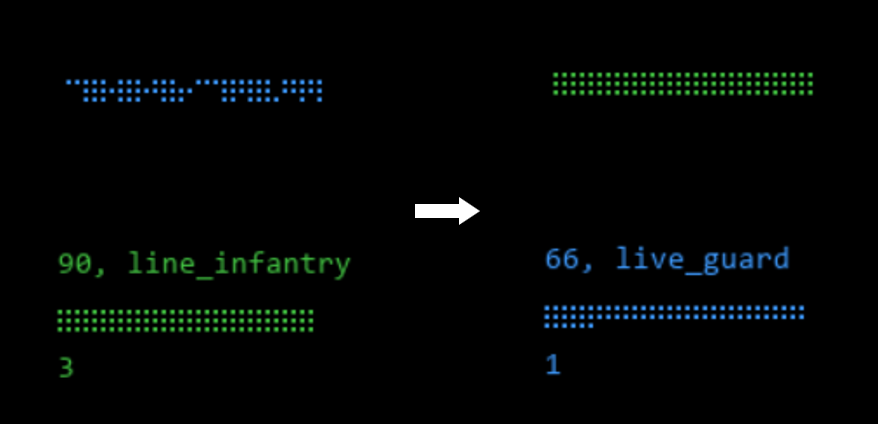 90, line_infantry
3
66, live_guard
1